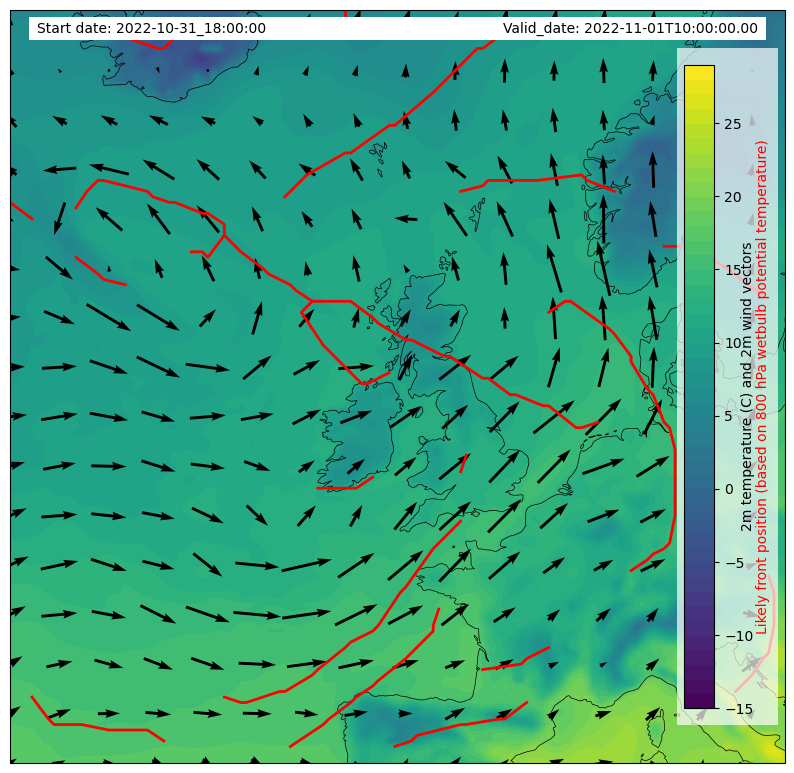 Start date: 2022-10-31_18:00:00
Valid_date: 2022-11-01T10:00:00.00
25
20
15
10
5
0
−5
−10
−15
2m temperature (C) and 2m wind vectors
Likely front position (based on 800 hPa wetbulb potential temperature)